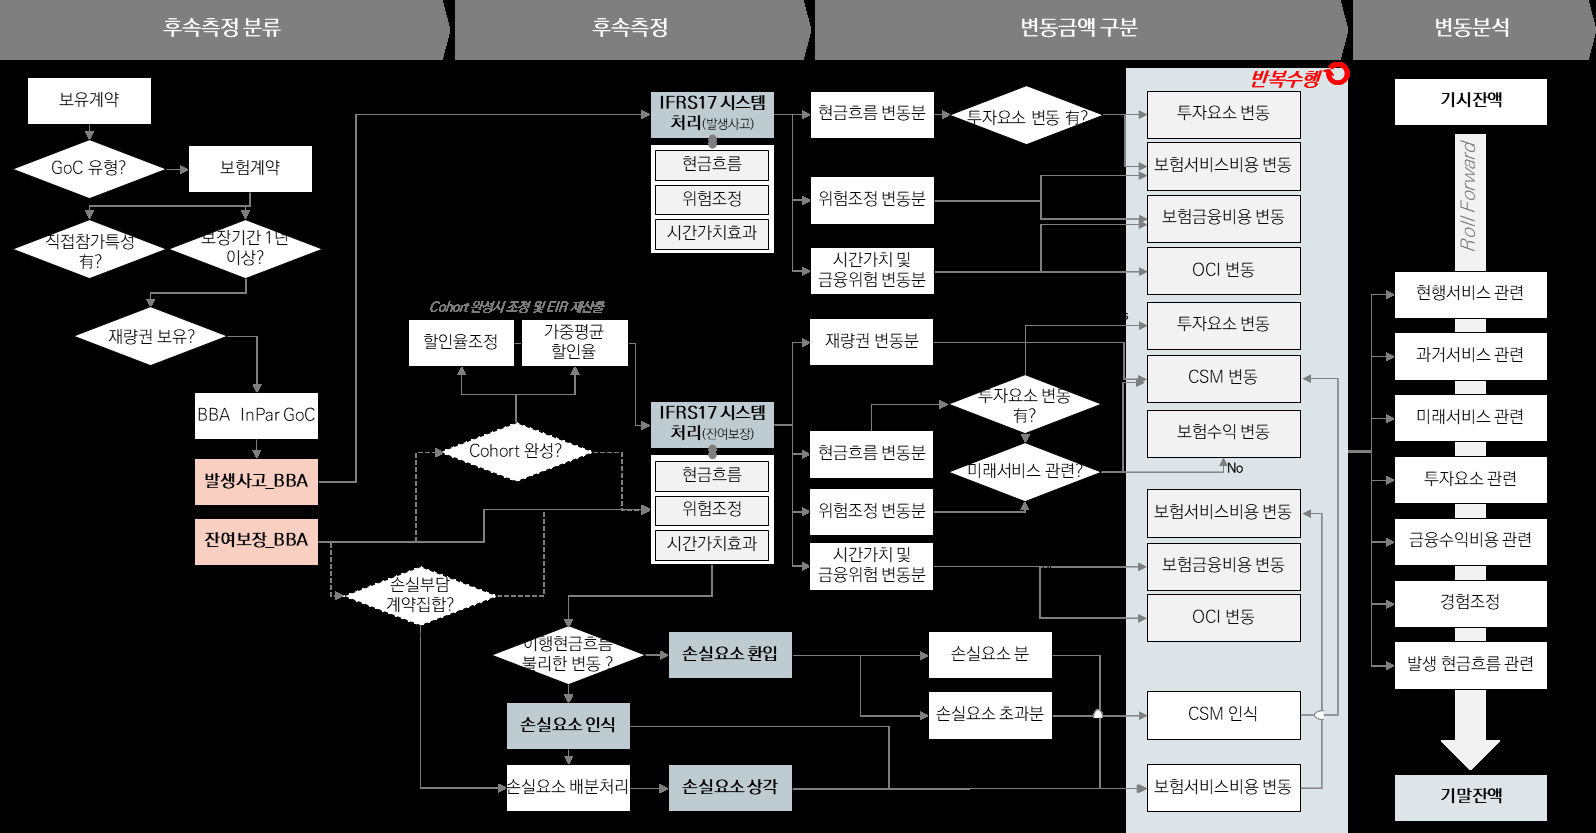 후속측정 분류
후속측정
변동금액 구분
변동분석
보유계약
GoC 유형?
보험계약
직접참가특성
有?
보장기간 1년
이상?
재량권 보유?
BBA InPar GoC
발생사고_BBA
잔여보장_BBA
Cohort 완성시 조정 및 EIR 재산출
할인율조정
가중평균
할인율
Cohort 완성?
손실부담
계약집합?
IFRS17 시스템
처리(발생사고)
현금흐름
위험조정
시간가치효과
IFRS17 시스템
처리(잔여보장)
현금흐름
위험조정
시간가치효과
이행현금흐름
불리한 변동 ?
손실요소 환입
손실요소 인식
손실요소 배분처리
손실요소 상각
현금흐름 변동분
투자요소 변동 有?
위험조정 변동분
시간가치 및
금융위험 변동분
재량권 변동분
투자요소 변동
有?
현금흐름 변동분
미래서비스 관련?
위험조정 변동분
시간가치 및
금융위험 변동분
손실요소 분
손실요소 초과분
반복수행
투자요소 변동
보험서비스비용 변동
보험금융비용 변동
OCI 변동
투자요소 변동
CSM 변동
보험수익 변동
No
보험서비스비용 변동
보험금융비용 변동
OCI 변동
CSM 인식
보험서비스비용 변동
기시잔액
Roll Forward
현행서비스 관련
과거서비스 관련
미래서비스 관련
투자요소 관련
금융수익비용 관련
경험조정
발생 현금흐름 관련
기말잔액